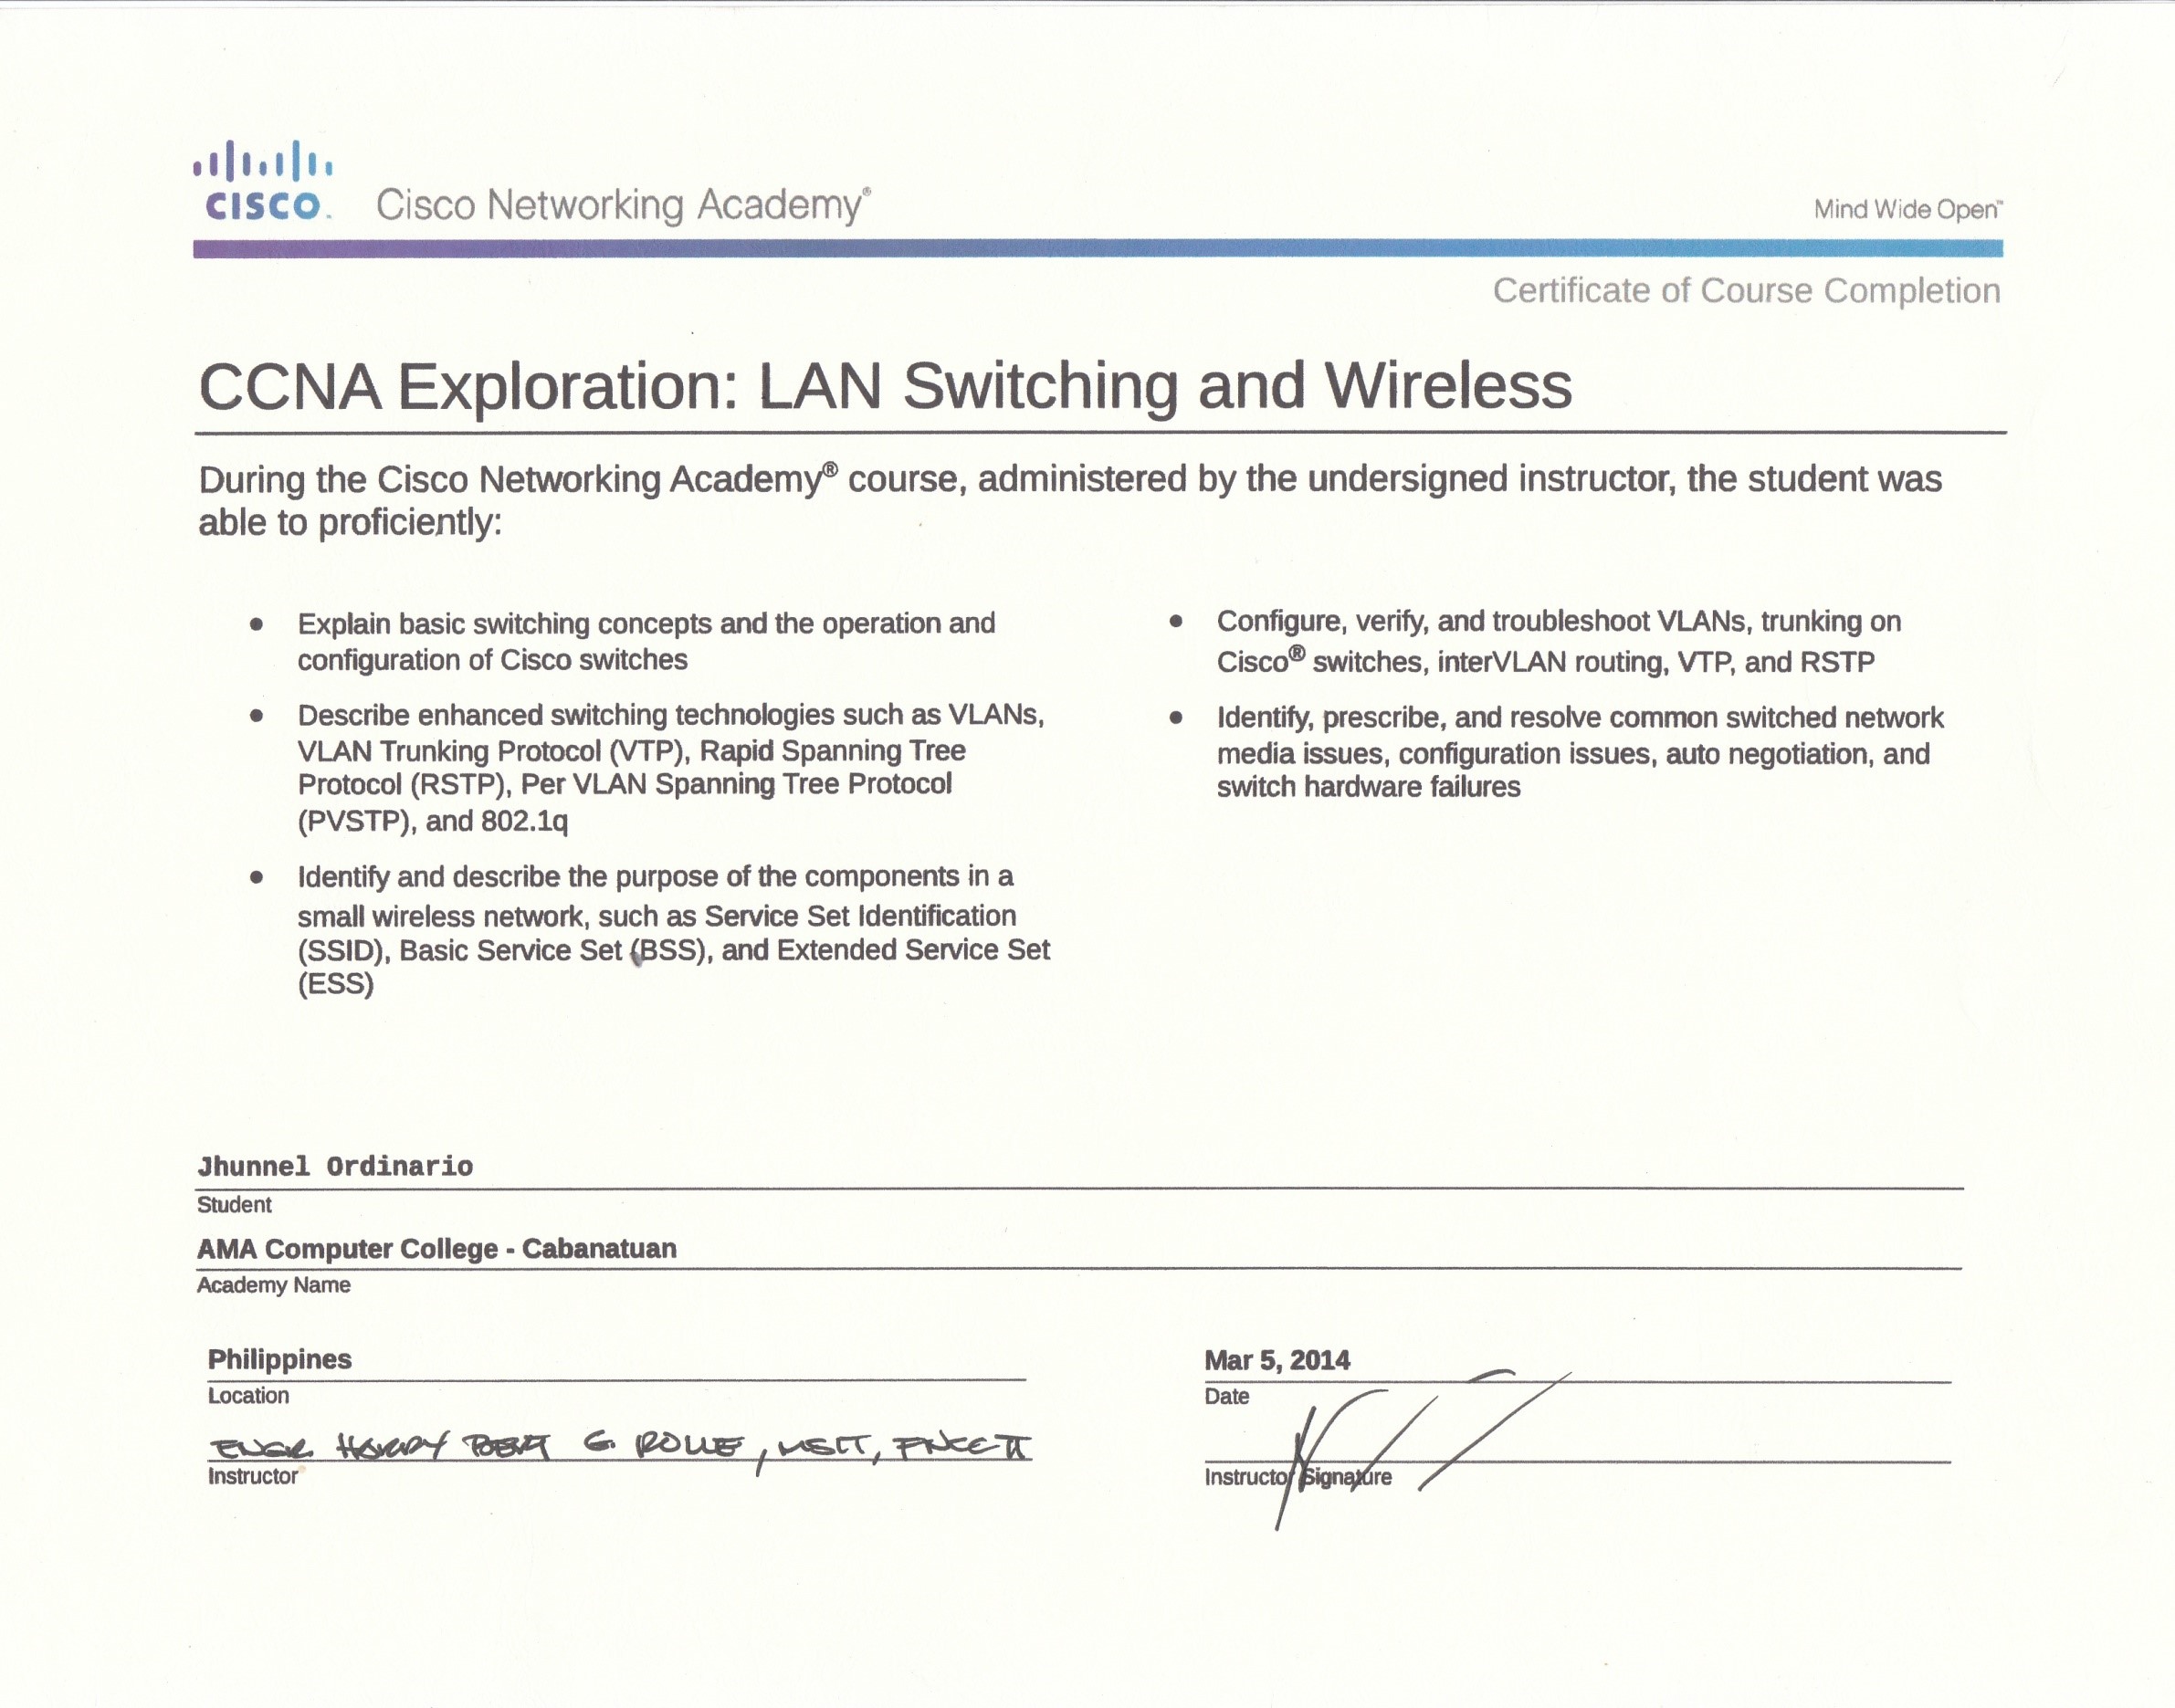 CISCO.
Cisco Networking Academy®
Mind Wide Open™
Certificate of Course Completion
CCNA Exploration: LAN Switching and Wireless
During the Cisco Networking Academy® course, administered by the undersigned instructor, the student was
able to proficiently:
• Explain basic switching concepts and the operation and
configuration of Cisco switches
• Describe enhanced switching technologies such as VLANs,
VLAN Trunking Protocol (VTP), Rapid Spanning Tree
Protocol (RSTP), Per VLAN Spanning Tree Protocol
(PVSTP), and 802.1q
• Identify and describe the purpose of the components in a
small wireless network, such as Service Set Identification
(SSID), Basic Service Set (BSS), and Extended Service Set
(ESS)
• Configure, verify, and troubleshoot VLANs, trunking on
Cisco® switches, interVLAN routing, VTP, and RSTP
• Identify, prescribe, and resolve common switched network
media issues, configuration issues, auto negotiation, and
switch hardware failures
Jhunnel Ordinario
Student
AMA Computer College - Cabanatuan
Academy Name
Philippines
Location
Mar 5, 2014
Date
ENGR. G.
Instructor
Instructor Signature